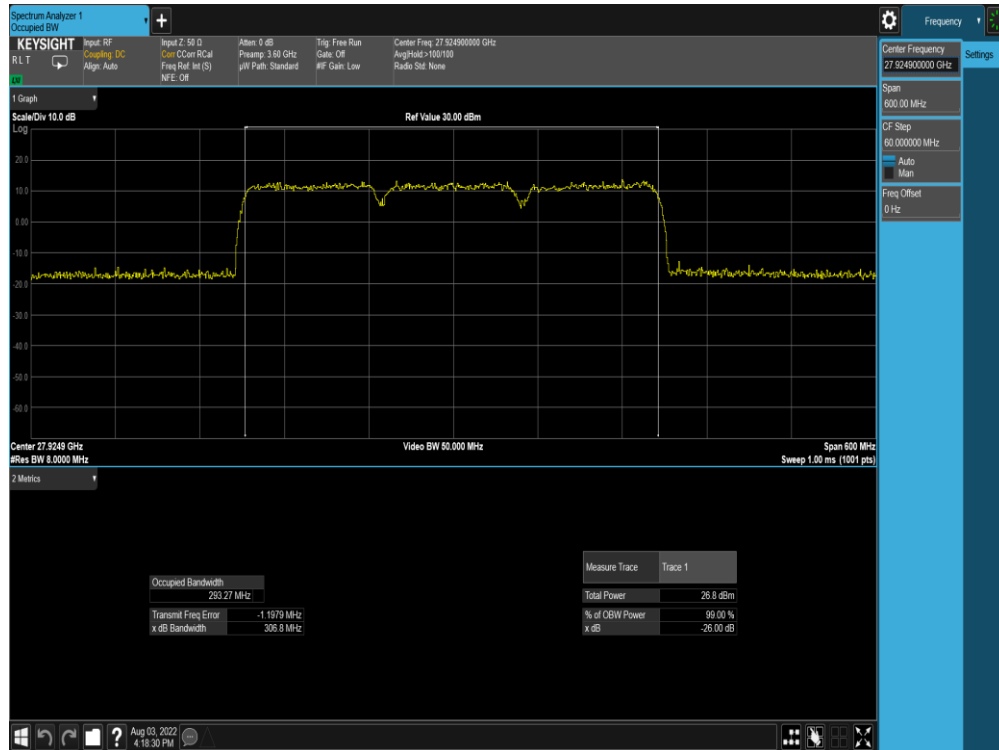 Spectrum Analyzer 1
Occupied BW
+
Frequency
KEYSIGHT
R L T
LXI
Input: RF
Coupling: DC
Align: Auto
Input Z: 50 Ω
Corr CCorr RCal
Freq Ref: Int (S)
NFE: Off
Atten: 0 dB
Preamp: 3.60 GHz
µW Path: Standard
Trig: Free Run
Gate: Off
#IF Gain: Low
Center Freq: 27.924900000 GHz
Avg|Hold:>100/100
Radio Std: None
Center Frequency
27.924900000 GHz
Settings
Span
600.00 MHz
CF Step
60.000000 MHz
Auto
Man
Freq Offset
0 Hz
1 Graph
Scale/Div 10.0 dB
Ref Value 30.00 dBm
Log
20.0
10.0
0.00
-10.0
-20.0
-30.0
-40.0
-50.0
-60.0
Center 27.9249 GHz
Video BW 50.000 MHz
Span 600 MHz
#Res BW 8.0000 MHz
Sweep 1.00 ms (1001 pts)
2 Metrics
Occupied Bandwidth
293.27 MHz
Transmit Freq Error -1.1979 MHz
x dB Bandwidth 306.8 MHz
Measure Trace Trace 1
Total Power 26.8 dBm
% of OBW Power 99.00 %
x dB -26.00 dB
?
Aug 03, 2022
4:18:30 PM